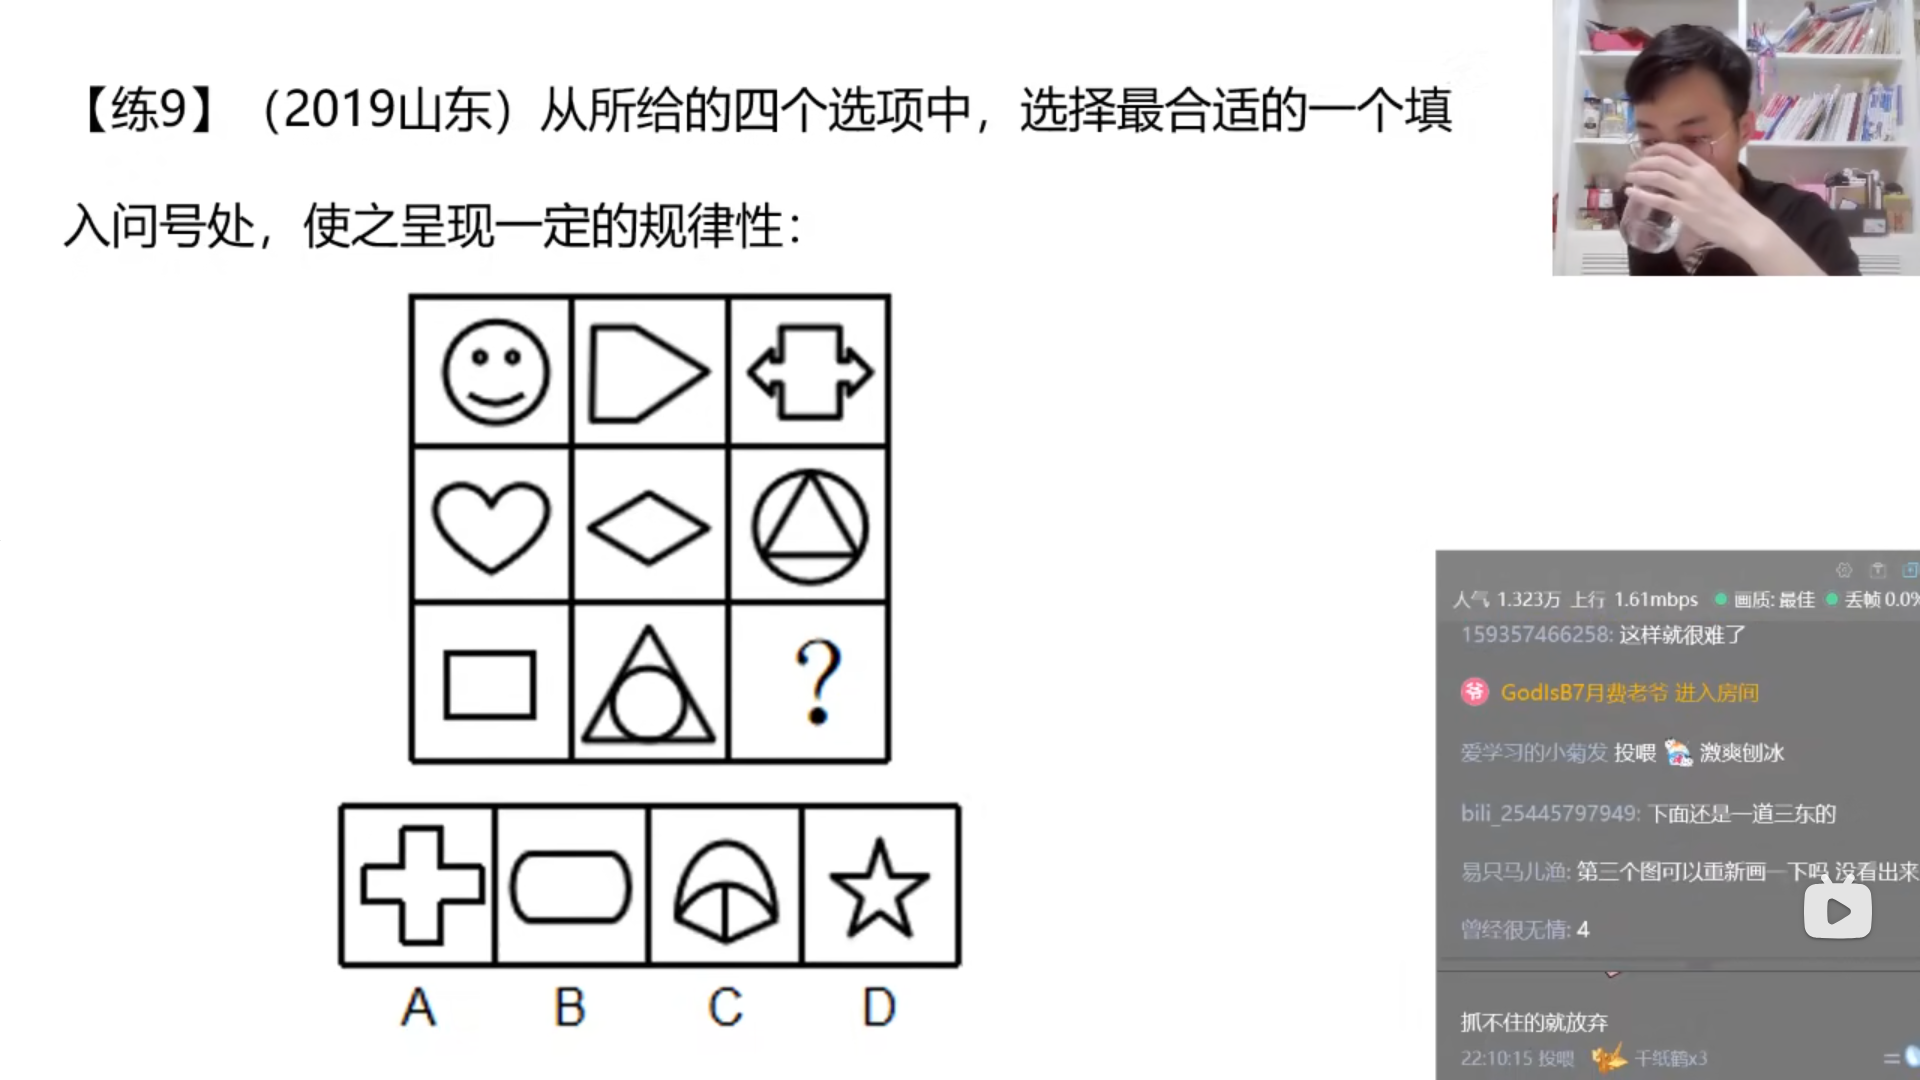 【练9】（2019山东）从所给的四个选项中，选择最合适的一个填
入问号处，使之呈现一定的规律性：
?
A B C D
人气 1.323万 上行 1.61mbps 画质: 最佳 丢帧 0.0%
159357466258: 这样就很难了
爷 GodIsB7月费老爷 进入房间
爱学习的小菊发 投喂 激爽刨冰
bili_25445797949: 下面还是一道三东的
易只马儿渔: 第三个图可以重新画一下吗 没看出来
曾经很无情: 4
抓不住的就放弃
22:10:15 投喂 千纸鹤x3